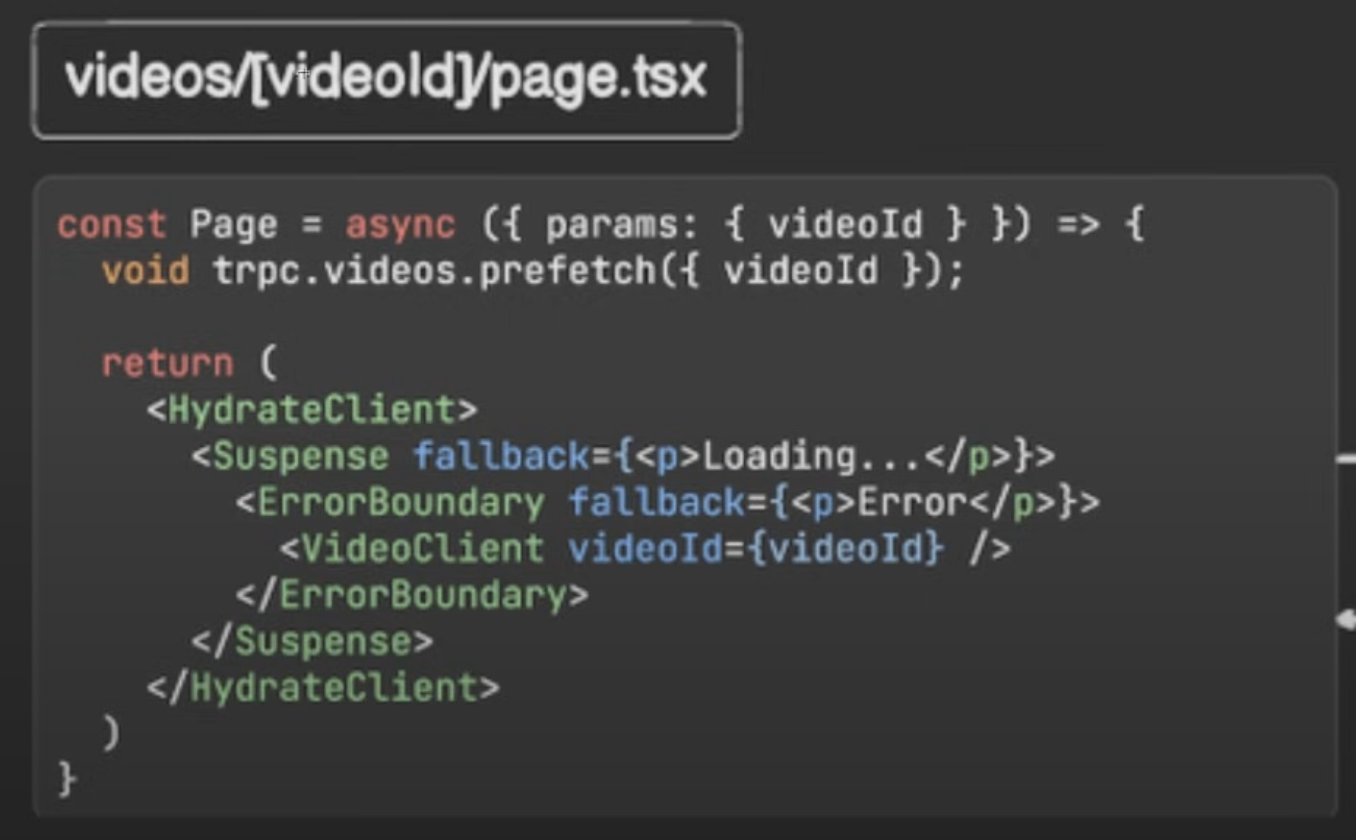 videos/[videoId]/page.tsx
const Page = async ({ params: { videoId } }) => {
  void trpc.videos.prefetch({ videoId });

  return (
    <HydrateClient>
      <Suspense fallback={<p>Loading...</p>}>
        <ErrorBoundary fallback={<p>Error</p>}>
          <VideoClient videoId={videoId} />
        </ErrorBoundary>
      </Suspense>
    </HydrateClient>
  )
}